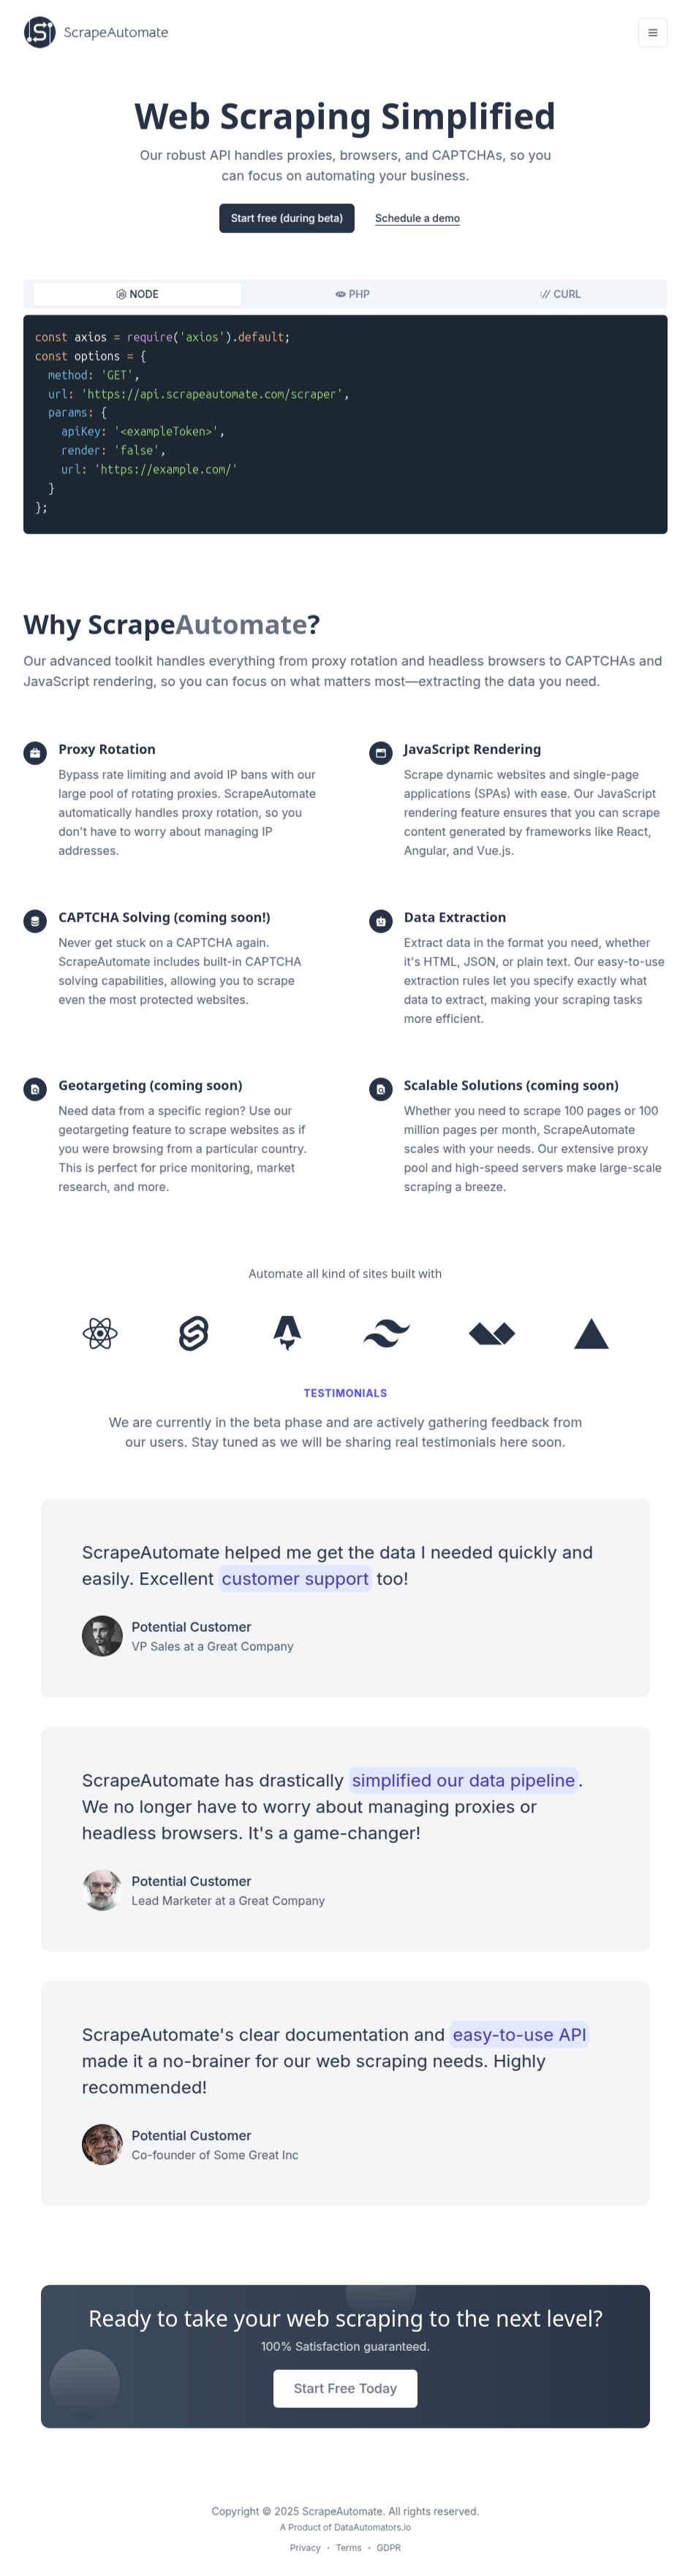 ScrapeAutomate
Web Scraping Simplified
Our robust API handles proxies, browsers, and CAPTCHAs, so you
can focus on automating your business.
Start free (during beta)
Schedule a demo
NODE
PHP
CURL
const axios = require('axios').default;
const options = {
  method: 'GET',
  url: 'https://api.scrapeautomate.com/scraper',
  params: {
    apiKey: '<exampleToken>',
    render: 'false',
    url: 'https://example.com/'
  }
};
Why ScrapeAutomate?
Our advanced toolkit handles everything from proxy rotation and headless browsers to CAPTCHAs and
JavaScript rendering, so you can focus on what matters most—extracting the data you need.
Proxy Rotation
Bypass rate limiting and avoid IP bans with our
large pool of rotating proxies. ScrapeAutomate
automatically handles proxy rotation, so you
don't have to worry about managing IP
addresses.
JavaScript Rendering
Scrape dynamic websites and single-page
applications (SPAs) with ease. Our JavaScript
rendering feature ensures that you can scrape
content generated by frameworks like React,
Angular, and Vue.js.
CAPTCHA Solving (coming soon!)
Never get stuck on a CAPTCHA again.
ScrapeAutomate includes built-in CAPTCHA
solving capabilities, allowing you to scrape
even the most protected websites.
Data Extraction
Extract data in the format you need, whether
it's HTML, JSON, or plain text. Our easy-to-use
extraction rules let you specify exactly what
data to extract, making your scraping tasks
more efficient.
Geotargeting (coming soon)
Need data from a specific region? Use our
geotargeting feature to scrape websites as if
you were browsing from a particular country.
This is perfect for price monitoring, market
research, and more.
Scalable Solutions (coming soon)
Whether you need to scrape 100 pages or 100
million pages per month, ScrapeAutomate
scales with your needs. Our extensive proxy
pool and high-speed servers make large-scale
scraping a breeze.
Automate all kind of sites built with
TESTIMONIALS
We are currently in the beta phase and are actively gathering feedback from
our users. Stay tuned as we will be sharing real testimonials here soon.
ScrapeAutomate helped me get the data I needed quickly and
easily. Excellent customer support too!
Potential Customer
VP Sales at a Great Company
ScrapeAutomate has drastically simplified our data pipeline.
We no longer have to worry about managing proxies or
headless browsers. It's a game-changer!
Potential Customer
Lead Marketer at a Great Company
ScrapeAutomate's clear documentation and easy-to-use API
made it a no-brainer for our web scraping needs. Highly
recommended!
Potential Customer
Co-founder of Some Great Inc
Ready to take your web scraping to the next level?
100% Satisfaction guaranteed.
Start Free Today
Copyright © 2025 ScrapeAutomate. All rights reserved.
A Product of DataAutomators.io
Privacy · Terms · GDPR